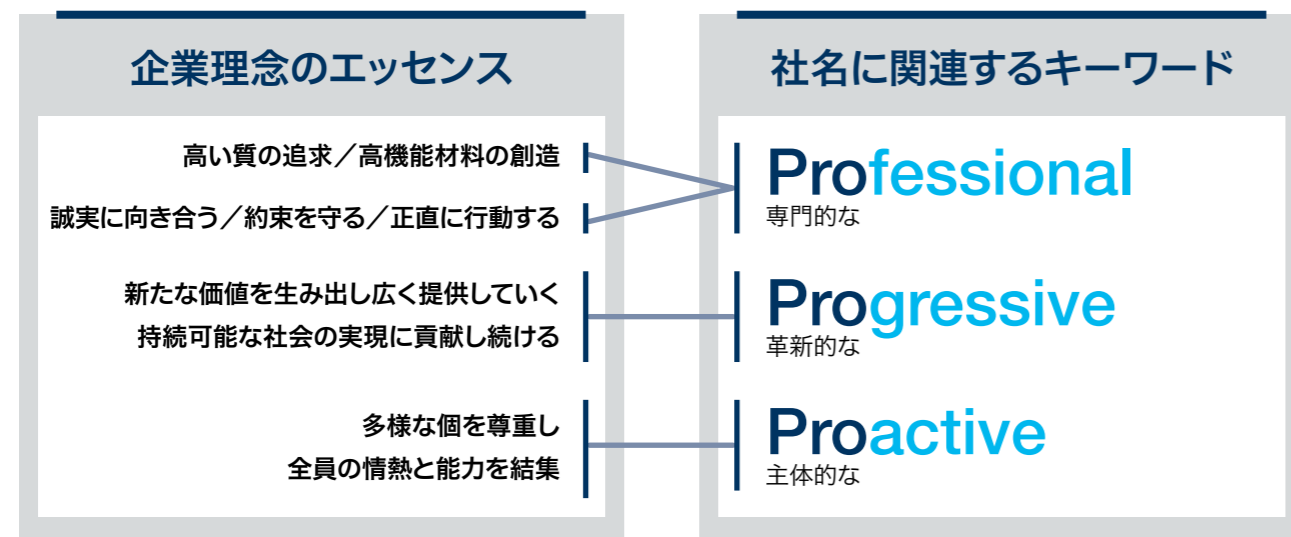 企業理念のエッセンス
高い質の追求／高機能材料の創造
誠実に向き合う／約束を守る／正直に行動する
新たな価値を生み出し広く提供していく
持続可能な社会の実現に貢献し続ける
多様な個を尊重し
全員の情熱と能力を結集
社名に関連するキーワード
Professional
専門的な
Progressive
革新的な
Proactive
主体的な